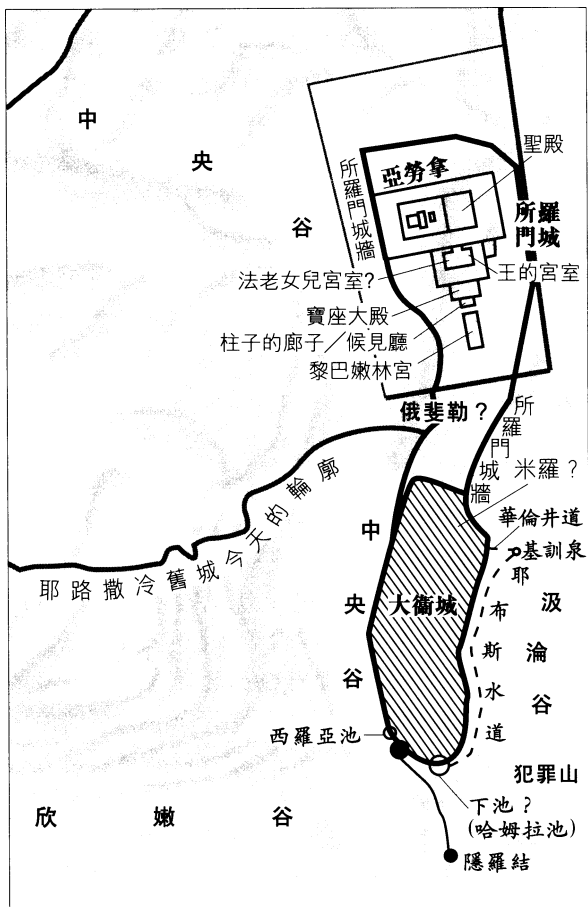 中央谷
聖殿
亞勞拿
所羅門城牆
所羅
門城
法老女兒宮室?
王的宮室
寶座大殿
柱子的廊子／候見廳
黎巴嫩林宮
俄斐勒?
所羅門城牆
米羅?
華倫井道
基訓泉
耶路撒冷舊城今天的輪廓
中央谷
大衛城
耶布斯水道
汲淪谷
西羅亞池
犯罪山
下池?
(哈姆拉池)
欣嫩谷
隱羅結